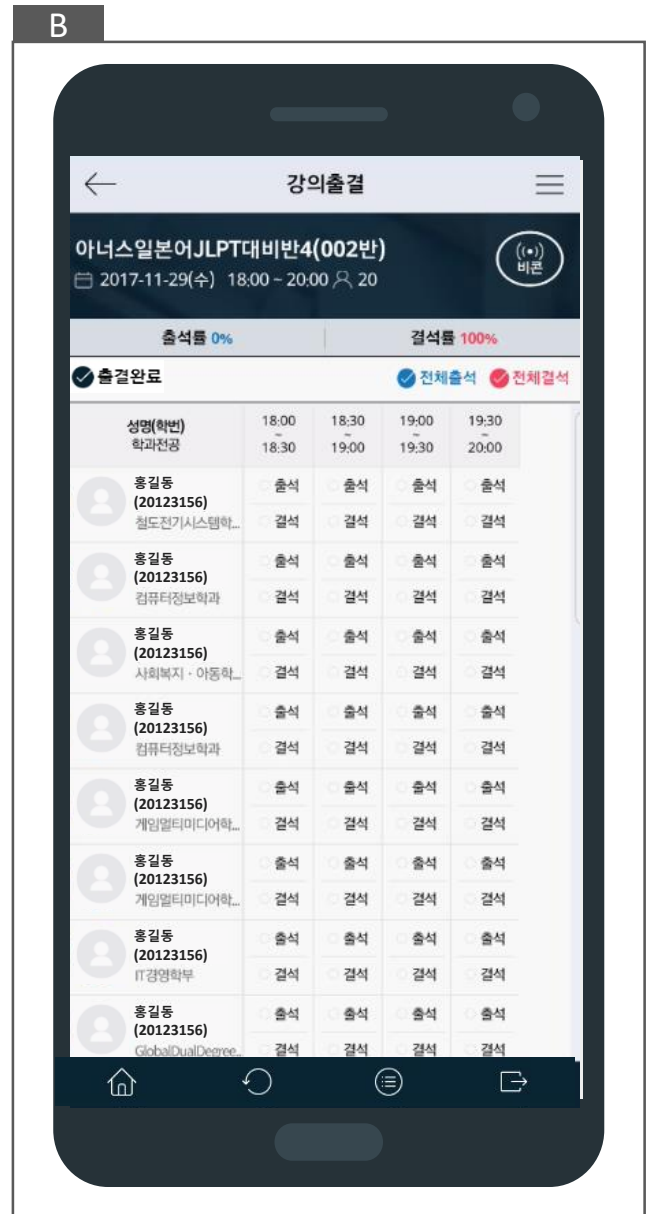 B
강의출결
아너스일본어JLPT대비반4(002반)
2017-11-29(수) 18:00 ~ 20:00 20
비콘
출석률 0% 결석률 100%
출결완료 전체출석 전체결석
성명(학번) 18:00 18:30 19:00 19:30
학과전공 ~ ~ ~ ~
18:30 19:00 19:30 20:00
홍길동 출석 출석 출석 출석
(20123156)
철도전기시스템학... 결석 결석 결석 결석
홍길동 출석 출석 출석 출석
(20123156)
컴퓨터정보학과 결석 결석 결석 결석
홍길동 출석 출석 출석 출석
(20123156)
사회복지·아동학... 결석 결석 결석 결석
홍길동 출석 출석 출석 출석
(20123156)
컴퓨터정보학과 결석 결석 결석 결석
홍길동 출석 출석 출석 출석
(20123156)
게임멀티미디어학... 결석 결석 결석 결석
홍길동 출석 출석 출석 출석
(20123156)
게임멀티미디어학... 결석 결석 결석 결석
홍길동 출석 출석 출석 출석
(20123156)
IT경영학부 결석 결석 결석 결석
홍길동 출석 출석 출석 출석
(20123156)
GlobalDualDegree... 결석 결석 결석 결석